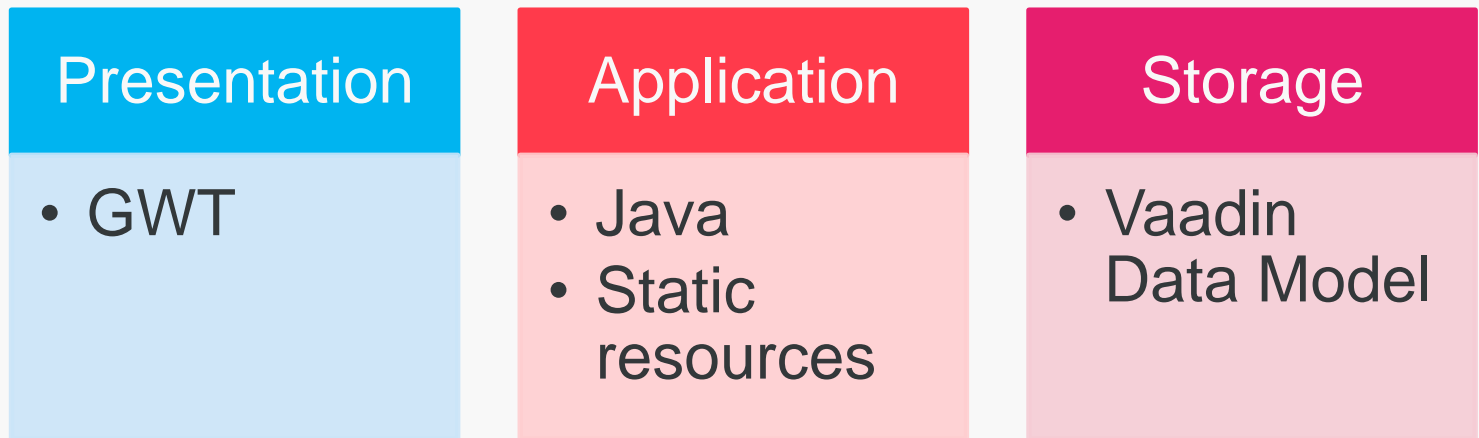 Presentation
• GWT
Application
• Java
• Static
resources
Storage
• Vaadin
Data Model